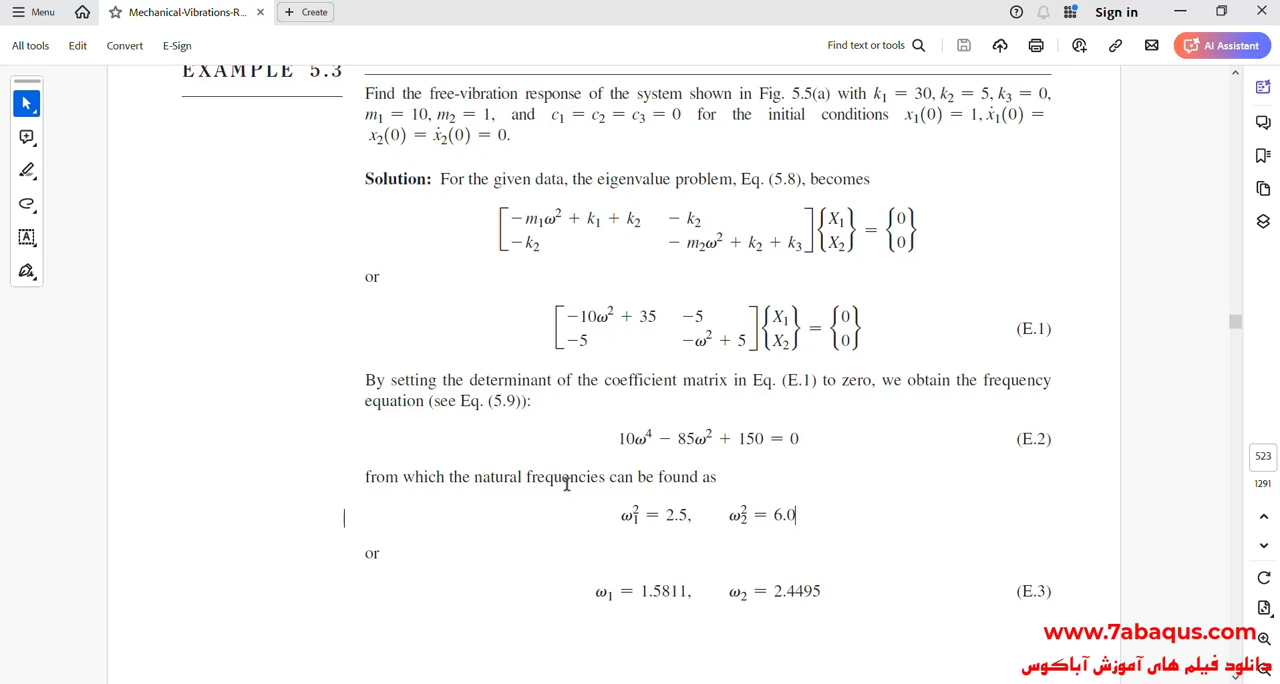 Menu
Mechanical-Vibrations-R...
Create
Sign in
All tools
Edit
Convert
E-Sign
Find text or tools
AI Assistant
EXAMPLE 5.3
Find the free-vibration response of the system shown in Fig. 5.5(a) with k₁ = 30, k₂ = 5, k₃ = 0,
m₁ = 10, m₂ = 1, and c₁ = c₂ = c₃ = 0 for the initial conditions x₁(0) = 1, ẋ₁(0) =
x₂(0) = ẋ₂(0) = 0.
Solution: For the given data, the eigenvalue problem, Eq. (5.8), becomes
[−m₁ω² + k₁ + k₂ − k₂] {X₁} = {0}
[−k₂ − m₂ω² + k₂ + k₃] {X₂} {0}
or
[−10ω² + 35 −5] {X₁} = {0}
[−5 −ω² + 5] {X₂} {0} (E.1)
By setting the determinant of the coefficient matrix in Eq. (E.1) to zero, we obtain the frequency
equation (see Eq. (5.9)):
10ω⁴ − 85ω² + 150 = 0 (E.2)
from which the natural frequencies can be found as
ω₁² = 2.5, ω₂² = 6.0
or
ω₁ = 1.5811, ω₂ = 2.4495 (E.3)
523
1291
www.7abaqus.com
دانلود فیلم های آموزش آباکوس